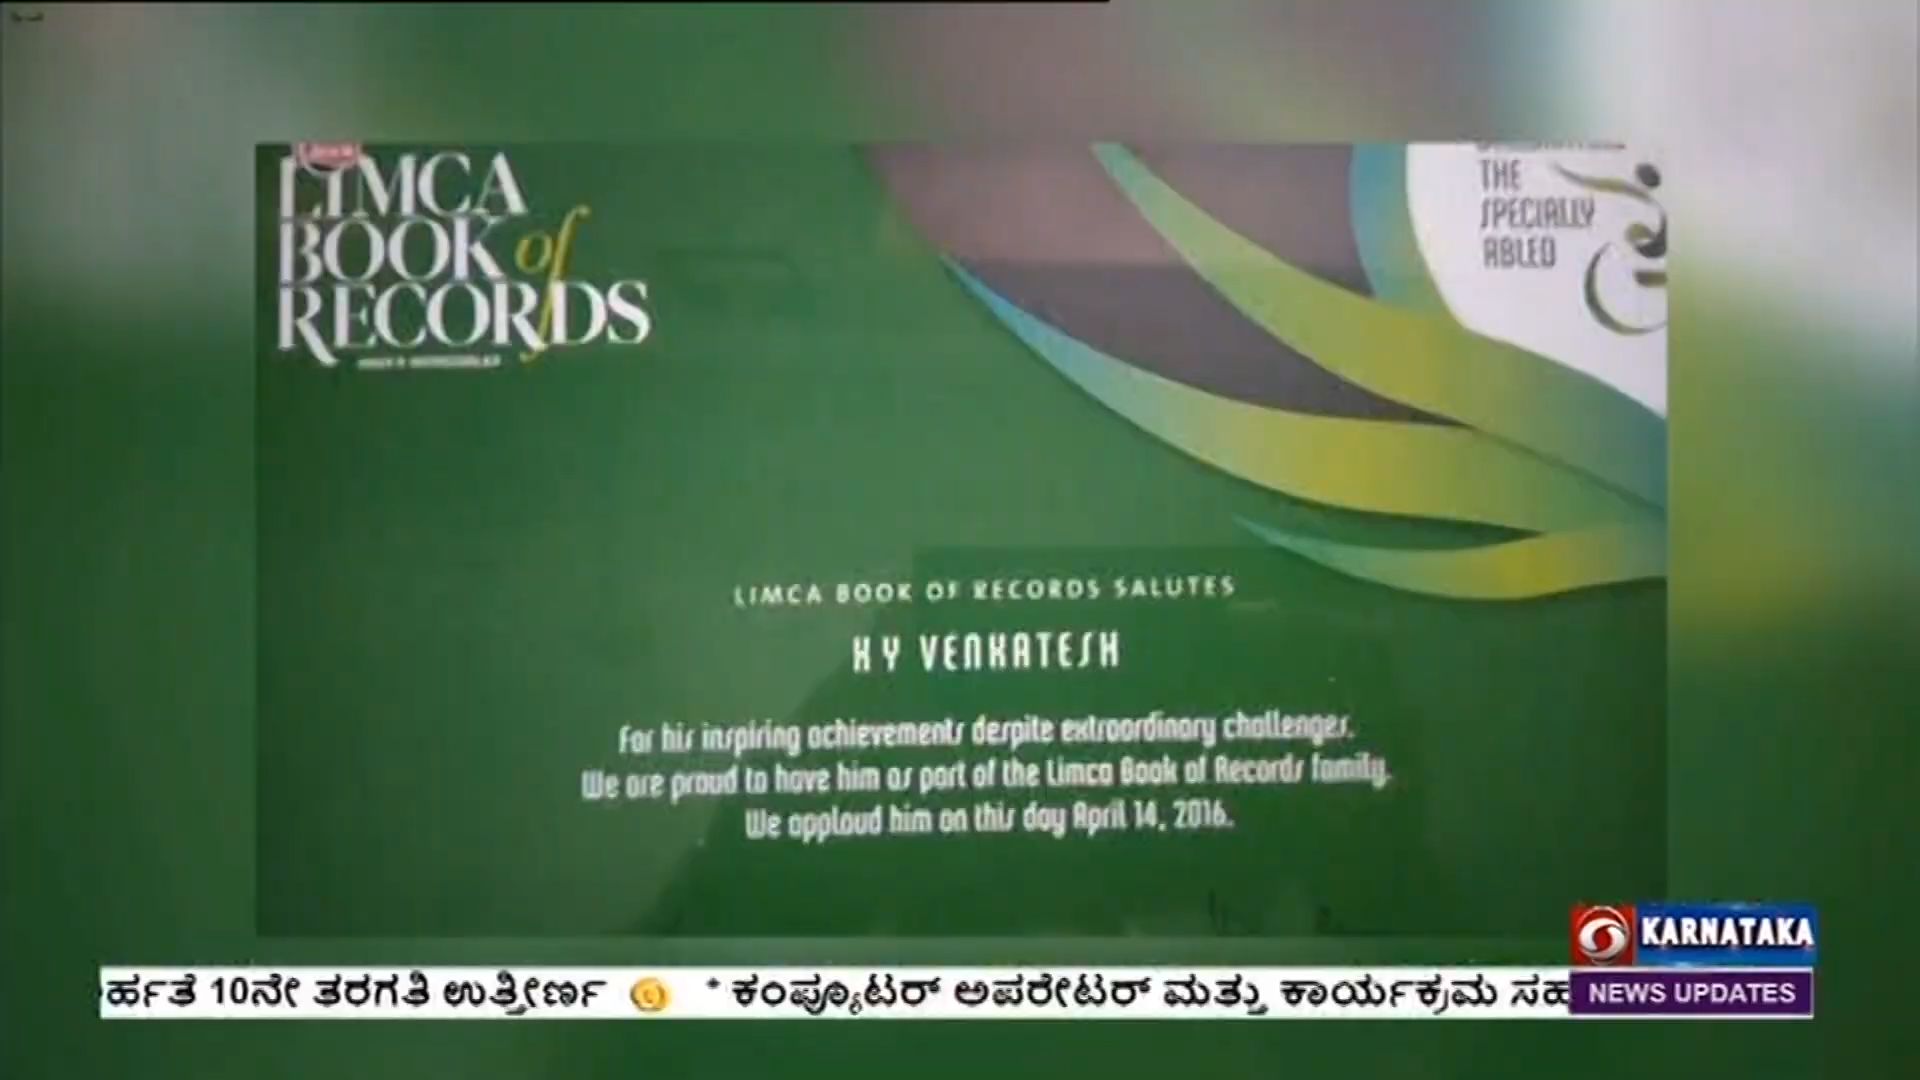 LIMCA
BOOK of
RECORDS
THE
SPECIALLY
ABLED
LIMCA BOOK OF RECORDS SALUTES
K Y VENKATESH
For his inspiring achievements despite extraordinary challenges.
We are proud to have him as part of the Limca Book of Records family.
We applaud him on this day April 14, 2016.
KARNATAKA
ರ್ಹತೆ 10ನೇ ತರಗತಿ ಉತ್ತೀರ್ಣ * ಕಂಪ್ಯೂಟರ್ ಅಪರೇಟರ್ ಮತ್ತು ಕಾರ್ಯಕ್ರಮ ಸಹ
NEWS UPDATES